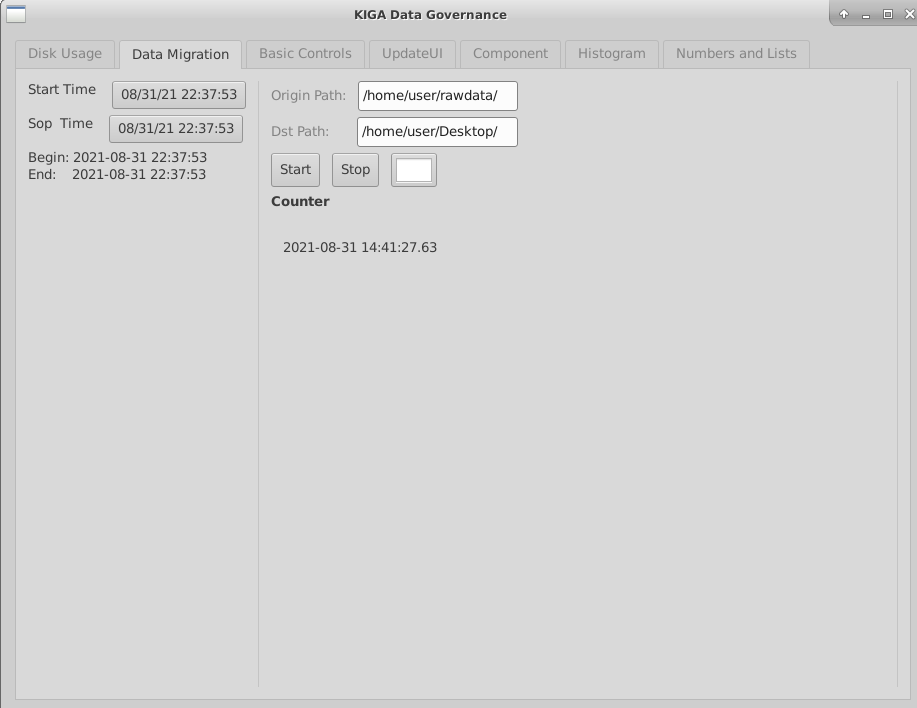 KIGA Data Governance
Disk Usage Data Migration Basic Controls UpdateUI Component Histogram Numbers and Lists
Start Time 08/31/21 22:37:53
Sop Time 08/31/21 22:37:53
Begin: 2021-08-31 22:37:53
End: 2021-08-31 22:37:53
Origin Path: /home/user/rawdata/
Dst Path: /home/user/Desktop/
Start Stop
Counter
2021-08-31 14:41:27.63